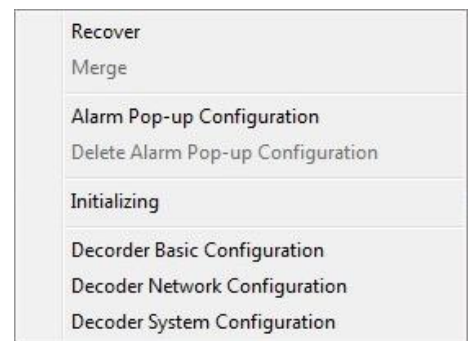 Recover
Merge
Alarm Pop-up Configuration
Delete Alarm Pop-up Configuration
Initializing
Decorder Basic Configuration
Decoder Network Configuration
Decoder System Configuration